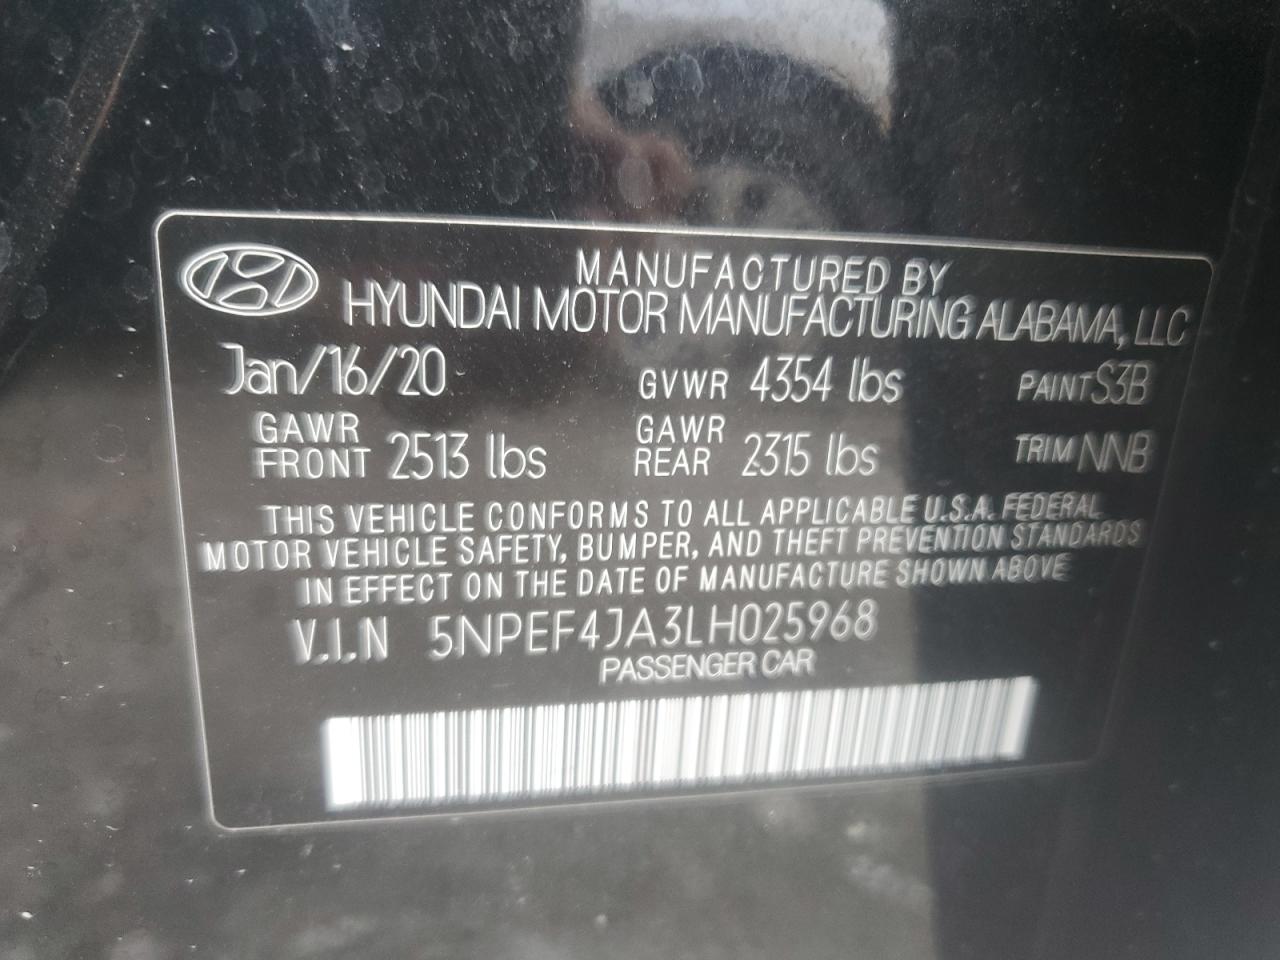 MANUFACTURED BY
HYUNDAI MOTOR MANUFACTURING ALABAMA, LLC
Jan/16/20 GVWR 4354 lbs PAINT S3B
GAWR FRONT 2513 lbs GAWR REAR 2315 lbs TRIM NNB
THIS VEHICLE CONFORMS TO ALL APPLICABLE U.S.A. FEDERAL
MOTOR VEHICLE SAFETY, BUMPER, AND THEFT PREVENTION STANDARDS
IN EFFECT ON THE DATE OF MANUFACTURE SHOWN ABOVE
V.I.N 5NPEF4JA3LH025968
PASSENGER CAR